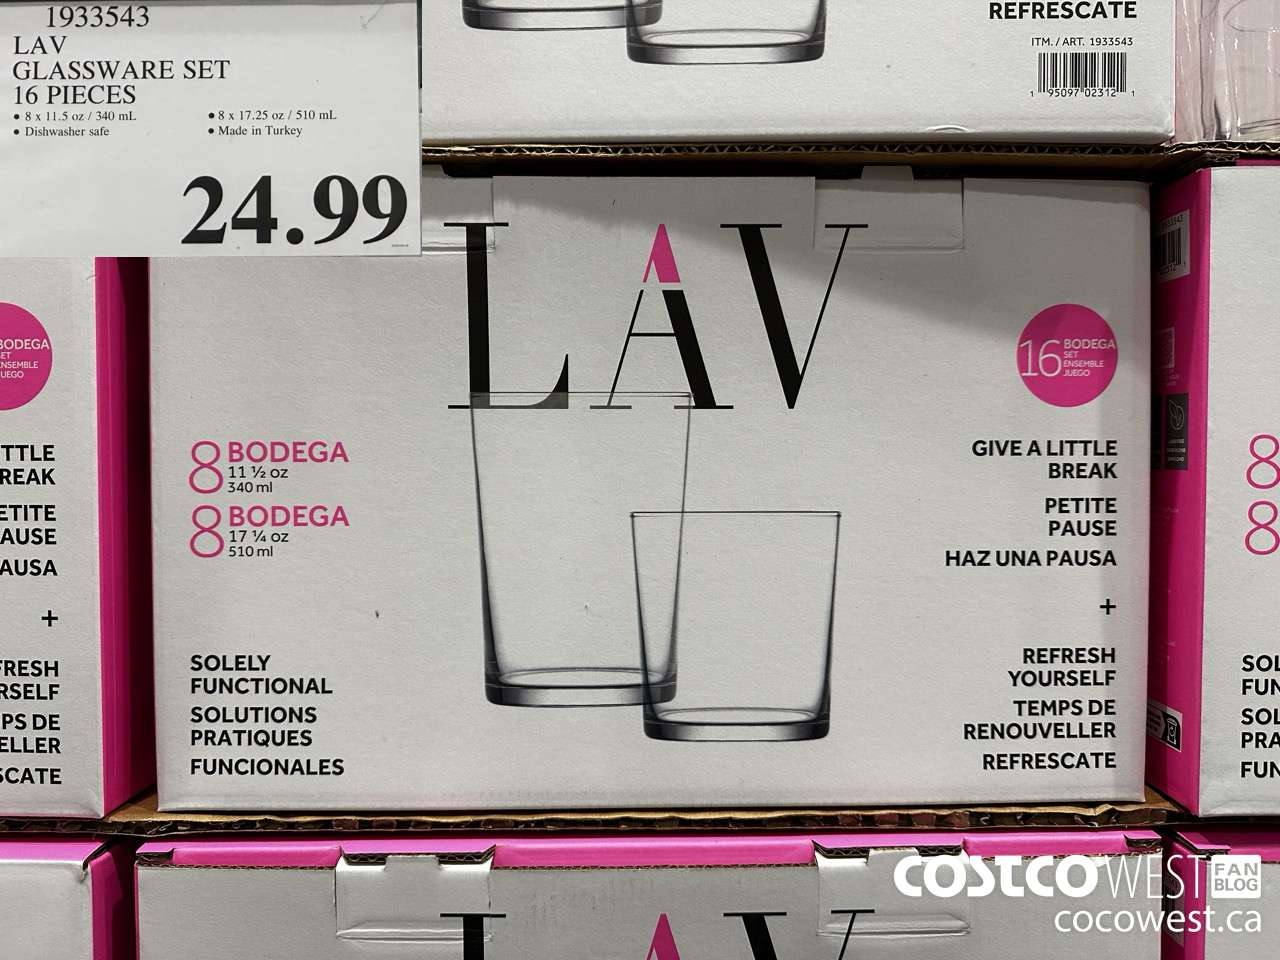 1933543
LAV
GLASSWARE SET
16 PIECES
• 8 x 11.5 oz / 340 mL
• 8 x 17.25 oz / 510 mL
• Dishwasher safe
• Made in Turkey
24.99
REFRESCATE
ITM. / ART. 1933543
1 95097 02312 1
LAV
16 BODEGA
SET
ENSEMBLE
JUEGO
8 BODEGA
11 ½ oz
340 ml
8 BODEGA
17 ¼ oz
510 ml
SOLELY
FUNCTIONAL
SOLUTIONS
PRATIQUES
FUNCIONALES
GIVE A LITTLE
BREAK
PETITE
PAUSE
HAZ UNA PAUSA
+
REFRESH
YOURSELF
TEMPS DE
RENOUVELLER
REFRESCATE
BODEGA
SET
ENSEMBLE
JUEGO
TTLE
REAK
ETITE
AUSE
AUSA
+
FRESH
RSELF
PS DE
ELLER
SCATE
8
8
SOL
FUN
SOL
PRA
FUN
LAV
COSTCO WEST FAN BLOG
cocowest.ca